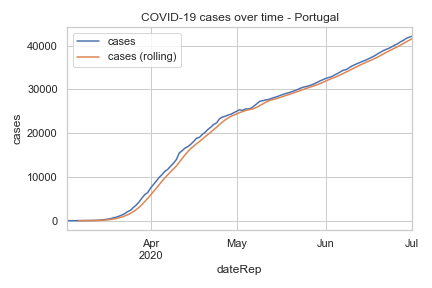 COVID-19 cases over time - Portugal
cases
cases (rolling)
40000
30000
20000
10000
0
cases
Apr
2020
May
Jun
Jul
dateRep